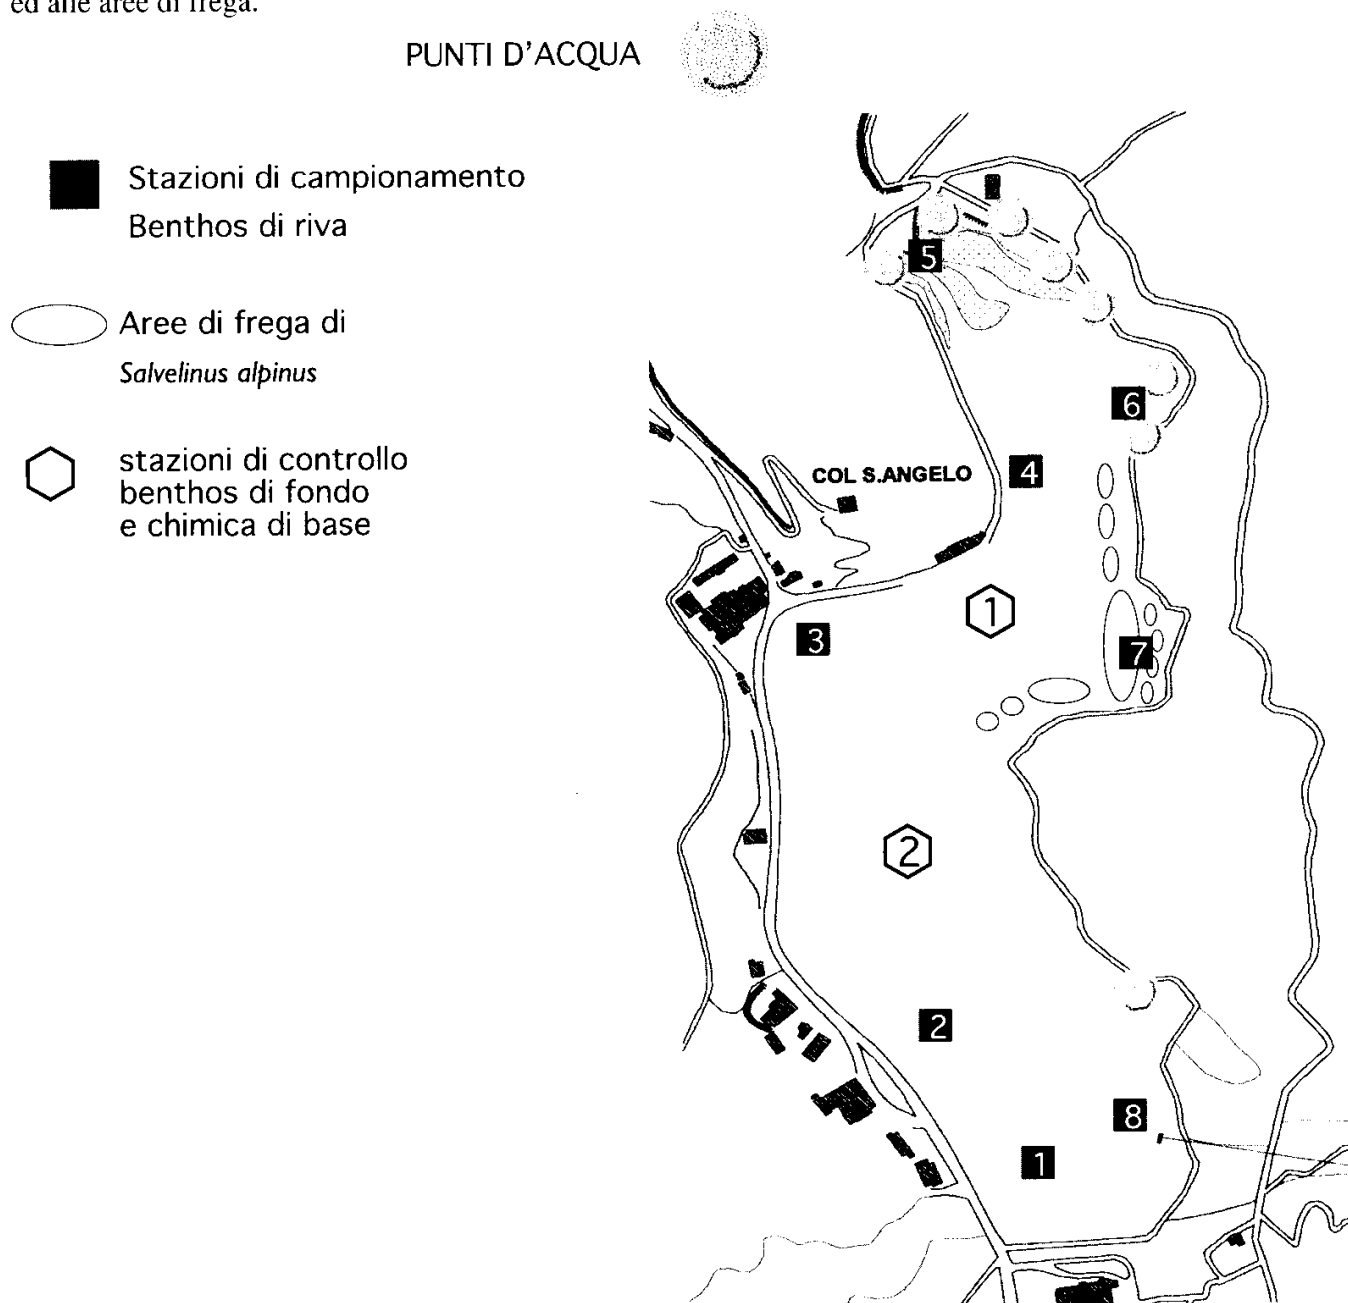 ed alle aree di frega.
PUNTI D'ACQUA
Stazioni di campionamento
Benthos di riva
Aree di frega di
Salvelinus alpinus
stazioni di controllo
benthos di fondo
e chimica di base
5
6
COL S.ANGELO
4
1
3
7
2
2
8
1